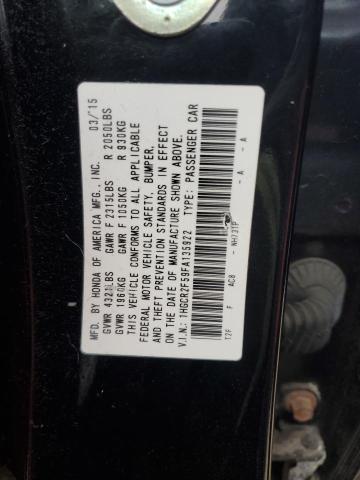 MFD. BY HONDA OF AMERICA MFG., INC. 03/15
GVWR 4321LBS GAWR F 2315LBS R 2050LBS
GVWR 1960KG GAWR F 1050KG R 930KG
THIS VEHICLE CONFORMS TO ALL APPLICABLE
FEDERAL MOTOR VEHICLE SAFETY, BUMPER,
AND THEFT PREVENTION STANDARDS IN EFFECT
ON THE DATE OF MANUFACTURE SHOWN ABOVE.
V.I.N.: 1HGCR2F59FA135922 TYPE: PASSENGER CAR
T2F F AC8 - NH731P - A - A